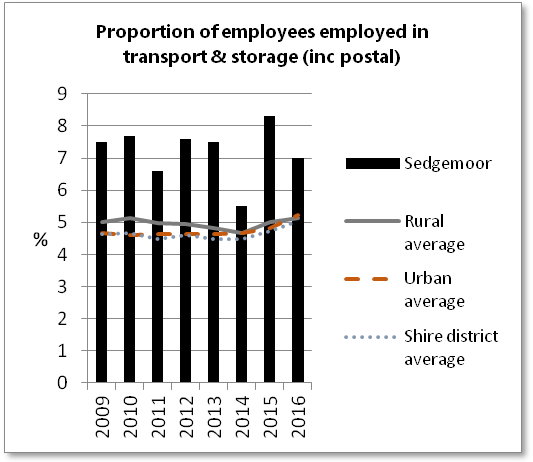 Proportion of employees employed in
transport & storage (inc postal)
9
8
7
6
5
4
3
2
1
0
%
2009
2010
2011
2012
2013
2014
2015
2016
Sedgemoor
Rural
average
Urban
average
Shire district
average